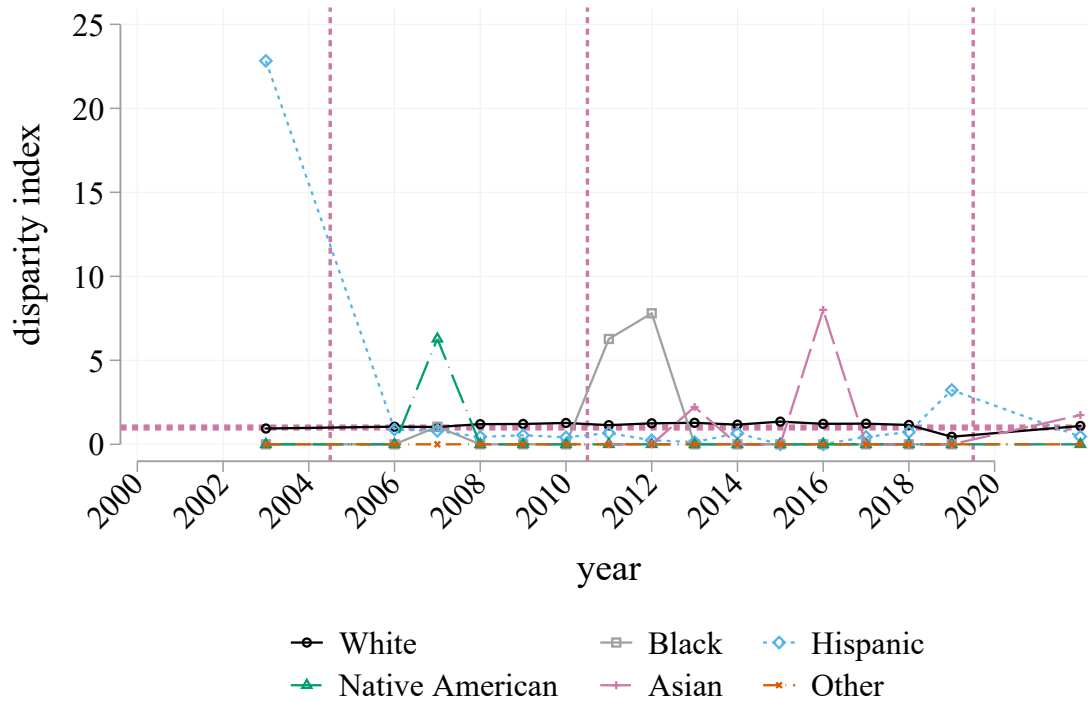 25
20
15
10
5
0
disparity index
2000 2002 2004 2006 2008 2010 2012 2014 2016 2018 2020
year
White Black Hispanic
Native American Asian Other